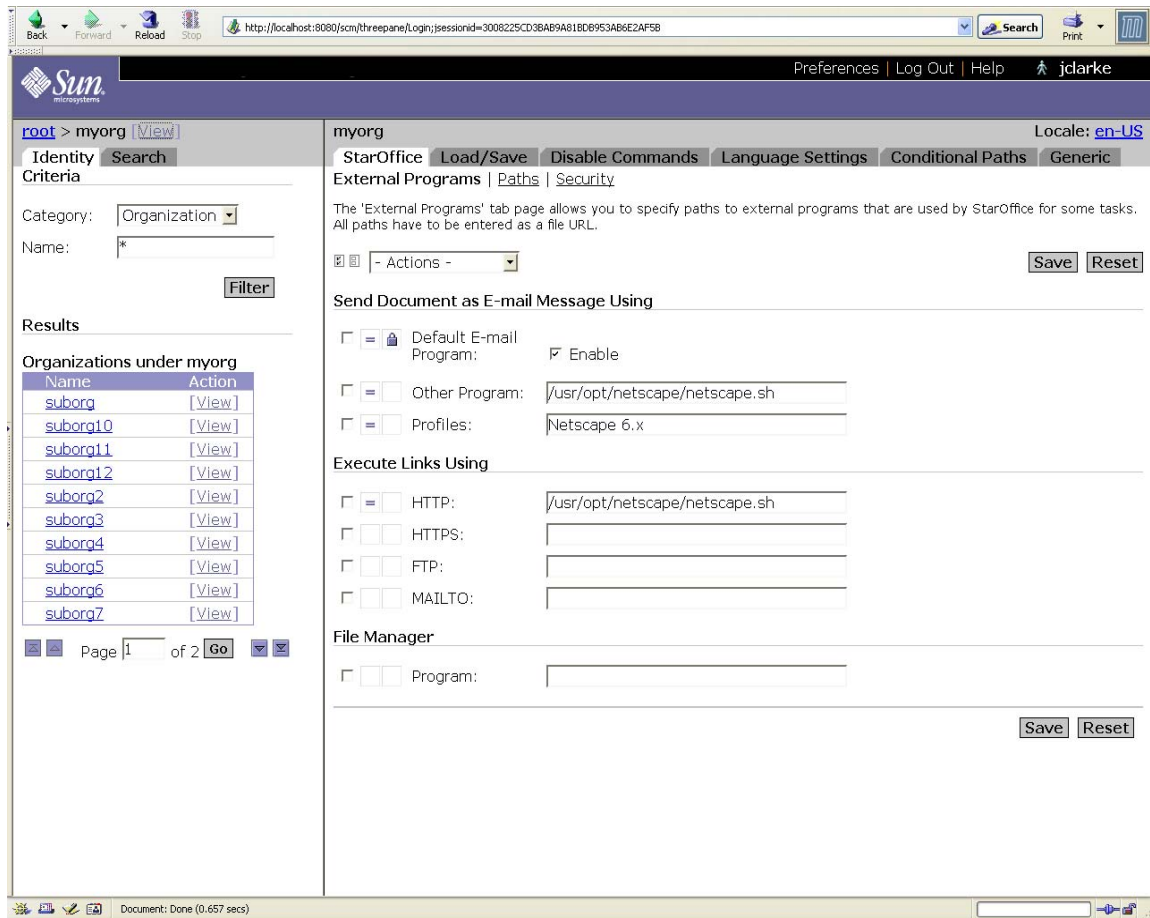 Back Forward Reload Stop http://localhost:8080/scm/threepane/Login;jsessionid=3008225CD3BAB9A81BDB953AB6E2AF5B Search Print
Preferences | Log Out | Help jclarke
Sun
microsystems
root > myorg [View]
Identity Search
Criteria
Category: Organization
Name: *
Filter
Results
Organizations under myorg
Name Action
suborg [View]
suborg10 [View]
suborg11 [View]
suborg12 [View]
suborg2 [View]
suborg3 [View]
suborg4 [View]
suborg5 [View]
suborg6 [View]
suborg7 [View]
Page 1 of 2 Go
myorg Locale: en-US
StarOffice Load/Save Disable Commands Language Settings Conditional Paths Generic
External Programs | Paths | Security
The 'External Programs' tab page allows you to specify paths to external programs that are used by StarOffice for some tasks.
All paths have to be entered as a file URL.
- Actions - Save Reset
Send Document as E-mail Message Using
Default E-mail
Program: Enable
Other Program: /usr/opt/netscape/netscape.sh
Profiles: Netscape 6.x
Execute Links Using
HTTP: /usr/opt/netscape/netscape.sh
HTTPS:
FTP:
MAILTO:
File Manager
Program:
Save Reset
Document: Done (0.657 secs)